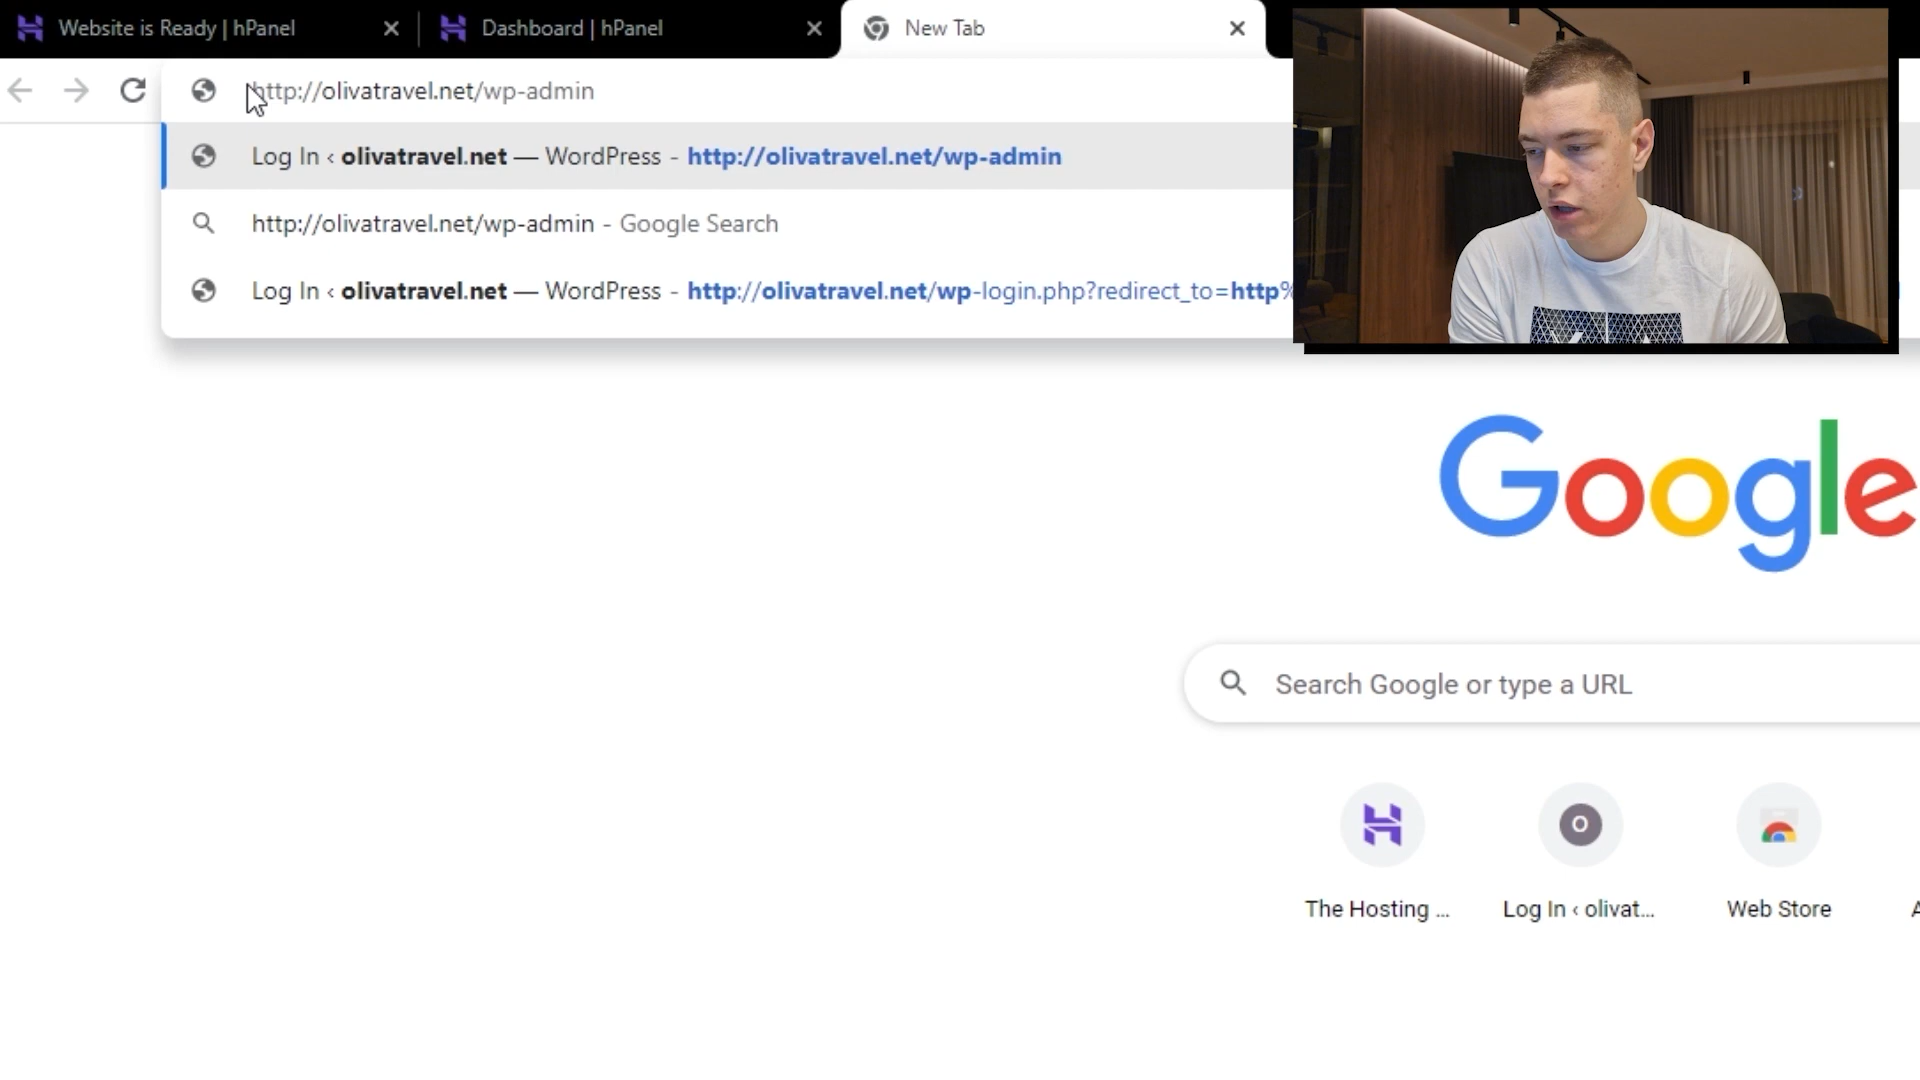 Website is Ready | hPanel
Dashboard | hPanel
New Tab
http://olivatravel.net/wp-admin
Log In ‹ olivatravel.net — WordPress - http://olivatravel.net/wp-admin
http://olivatravel.net/wp-admin - Google Search
Log In ‹ olivatravel.net — WordPress - http://olivatravel.net/wp-login.php?redirect_to=http%
Google
Search Google or type a URL
The Hosting ...
O
Log In ‹ olivat...
Web Store
A